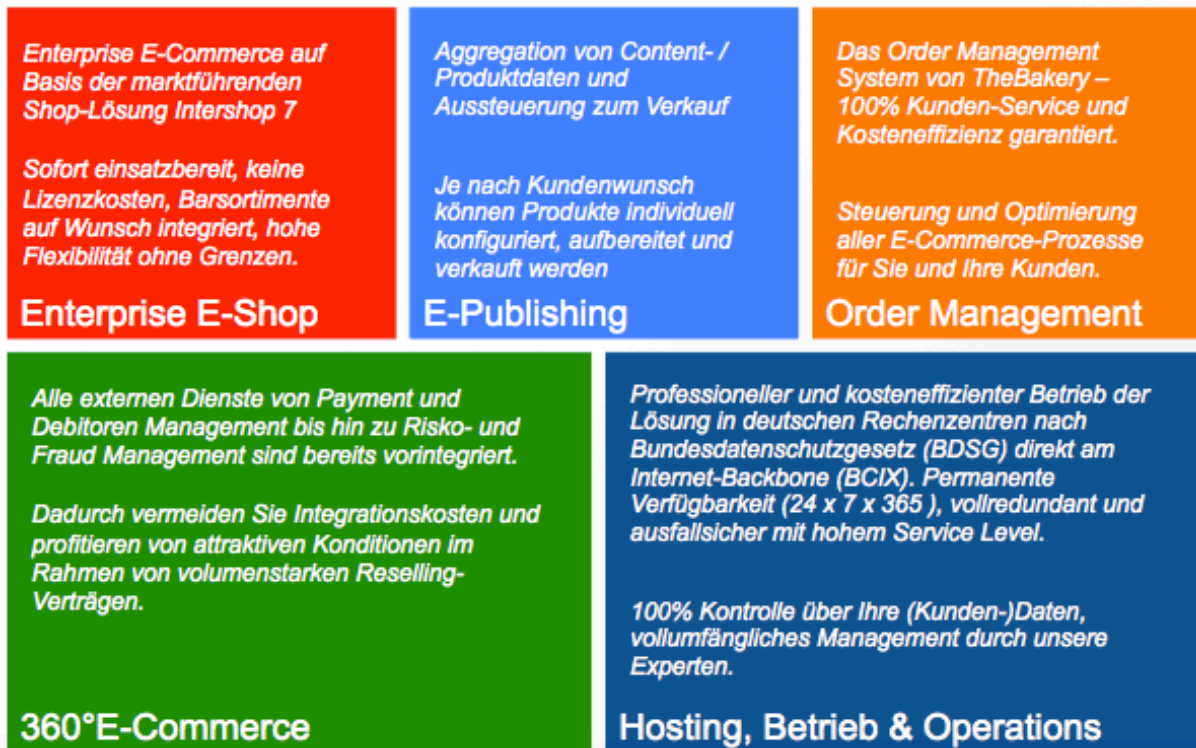 Enterprise E-Commerce auf
Basis der marktführenden
Shop-Lösung Intershop 7
Sofort einsatzbereit, keine
Lizenzkosten, Barsortimente
auf Wunsch integriert, hohe
Flexibilität ohne Grenzen.
Enterprise E-Shop
Aggregation von Content- /
Produktdaten und
Aussteuerung zum Verkauf
Je nach Kundenwunsch
können Produkte individuell
konfiguriert, aufbereitet und
verkauft werden
E-Publishing
Das Order Management
System von TheBakery –
100% Kunden-Service und
Kosteneffizienz garantiert.
Steuerung und Optimierung
aller E-Commerce-Prozesse
für Sie und Ihre Kunden.
Order Management
Alle externen Dienste von Payment und
Debitoren Management bis hin zu Risko- und
Fraud Management sind bereits vorintegriert.
Dadurch vermeiden Sie Integrationskosten und
profitieren von attraktiven Konditionen im
Rahmen von volumenstarken Reselling-
Verträgen.
360°E-Commerce
Professioneller und kosteneffizienter Betrieb der
Lösung in deutschen Rechenzentren nach
Bundesdatenschutzgesetz (BDSG) direkt am
Internet-Backbone (BCIX). Permanente
Verfügbarkeit (24 x 7 x 365 ), vollredundant und
ausfallsicher mit hohem Service Level.
100% Kontrolle über Ihre (Kunden-)Daten,
vollumfängliches Management durch unsere
Experten.
Hosting, Betrieb & Operations